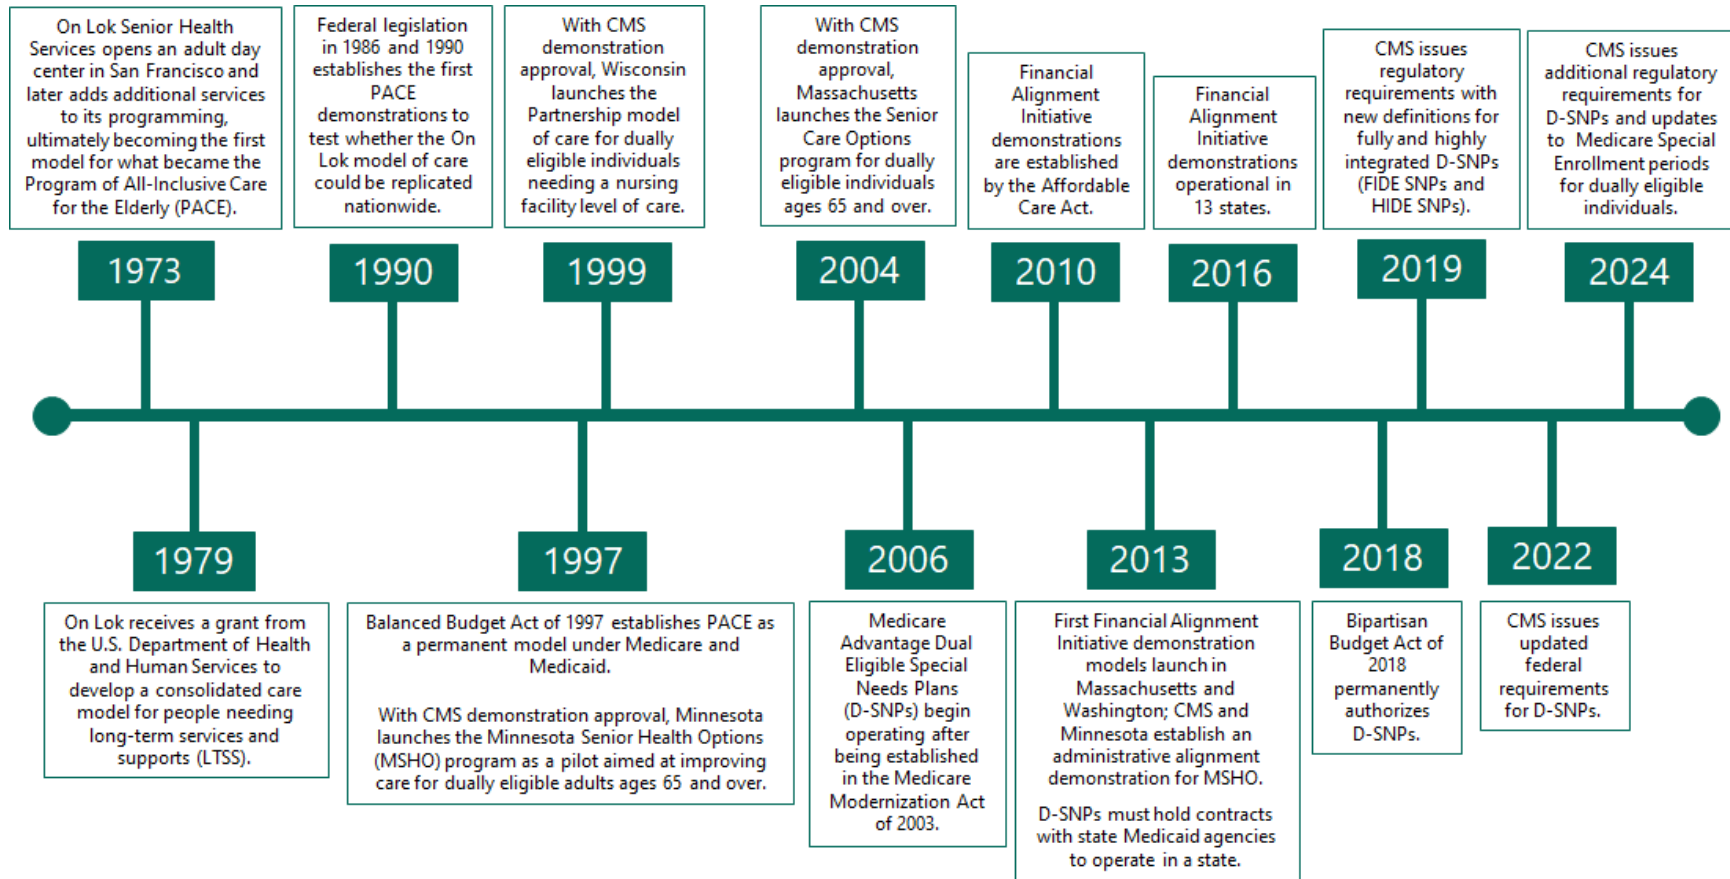 On Lok Senior Health
Services opens an adult day
center in San Francisco and
later adds additional services
to its programming,
ultimately becoming the first
model for what became the
Program of All-Inclusive Care
for the Elderly (PACE).
1973
Federal legislation
in 1986 and 1990
establishes the first
PACE
demonstrations to
test whether the On
Lok model of care
could be replicated
nationwide.
1990
With CMS
demonstration
approval, Wisconsin
launches the
Partnership model
of care for dually
eligible individuals
needing a nursing
facility level of care.
1999
With CMS
demonstration
approval,
Massachusetts
launches the Senior
Care Options
program for dually
eligible individuals
ages 65 and over.
2004
Financial
Alignment
Initiative
demonstrations
are established
by the Affordable
Care Act.
2010
Financial
Alignment
Initiative
demonstrations
operational in
13 states.
2016
CMS issues
regulatory
requirements with
new definitions for
fully and highly
integrated D-SNPs
(FIDE SNPs and
HIDE SNPs).
2019
CMS issues
additional regulatory
requirements for
D-SNPs and updates
to Medicare Special
Enrollment periods
for dually eligible
individuals.
2024
1979
On Lok receives a grant from
the U.S. Department of Health
and Human Services to
develop a consolidated care
model for people needing
long-term services and
supports (LTSS).
1997
Balanced Budget Act of 1997 establishes PACE as
a permanent model under Medicare and
Medicaid.
With CMS demonstration approval, Minnesota
launches the Minnesota Senior Health Options
(MSHO) program as a pilot aimed at improving
care for dually eligible adults ages 65 and over.
2006
Medicare
Advantage Dual
Eligible Special
Needs Plans
(D-SNPs) begin
operating after
being established
in the Medicare
Modernization Act
of 2003.
2013
First Financial Alignment
Initiative demonstration
models launch in
Massachusetts and
Washington; CMS and
Minnesota establish an
administrative alignment
demonstration for MSHO.
D-SNPs must hold contracts
with state Medicaid agencies
to operate in a state.
2018
Bipartisan
Budget Act of
2018
permanently
authorizes
D-SNPs.
2022
CMS issues
updated
federal
requirements
for D-SNPs.